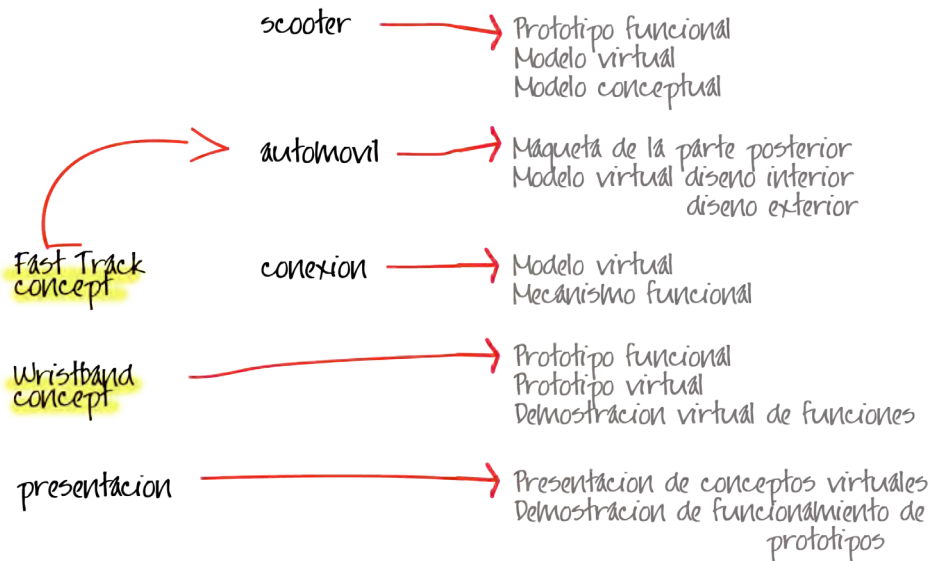 scooter
Prototipo funcional
Modelo virtual
Modelo conceptual
automovil
Maqueta de la parte posterior
Modelo virtual diseno interior
diseno exterior
Fast Track
concept
conexion
Modelo virtual
Mecanismo funcional
Wristband
concept
Prototipo funcional
Prototipo virtual
Demostracion virtual de funciones
presentacion
Presentacion de conceptos virtuales
Demostracion de funcionamiento de
prototipos